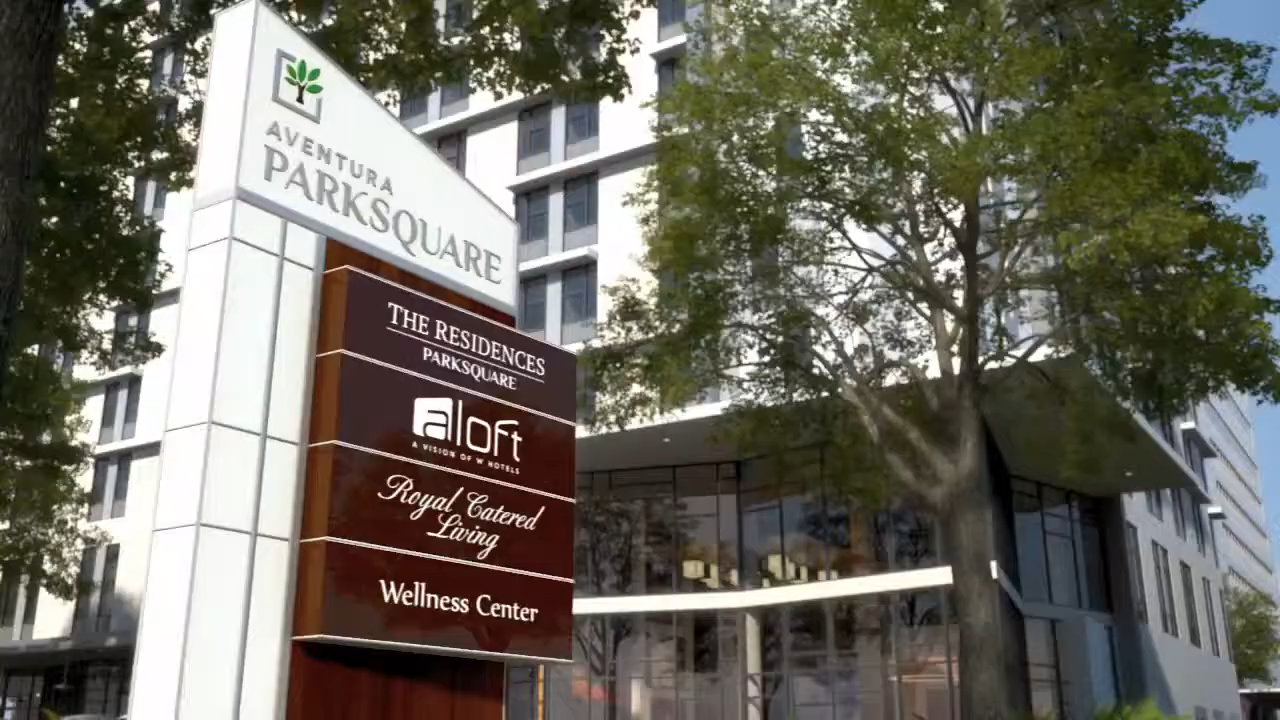 AVENTURA
PARKSQUARE
THE RESIDENCES
PARKSQUARE
aloft
A VISION OF W HOTELS
Royal Catered
Living
Wellness Center